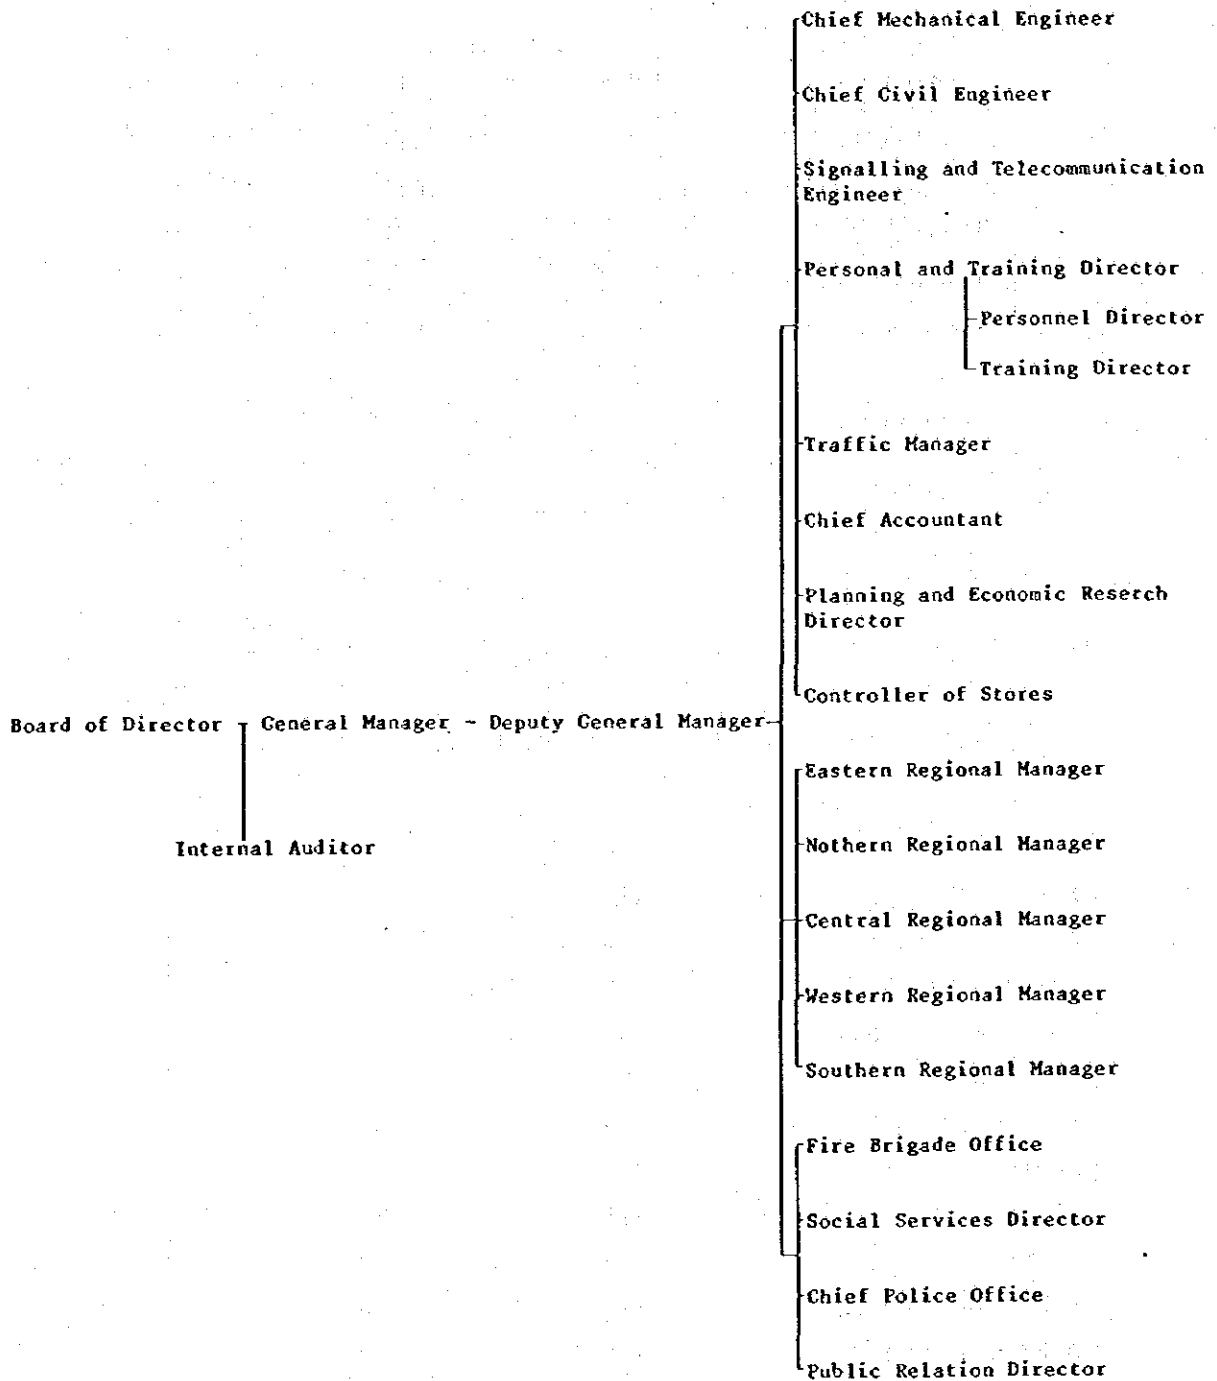 Chief Mechanical Engineer
Chief Civil Engineer
Signalling and Telecommunication
Engineer
Personal and Training Director
Personnel Director
Training Director
Traffic Manager
Chief Accountant
Planning and Economic Reserch
Director
Controller of Stores
Board of Director General Manager - Deputy General Manager
Eastern Regional Manager
Internal Auditor
Nothern Regional Manager
Central Regional Manager
Western Regional Manager
Southern Regional Manager
Fire Brigade Office
Social Services Director
Chief Police Office
Public Relation Director